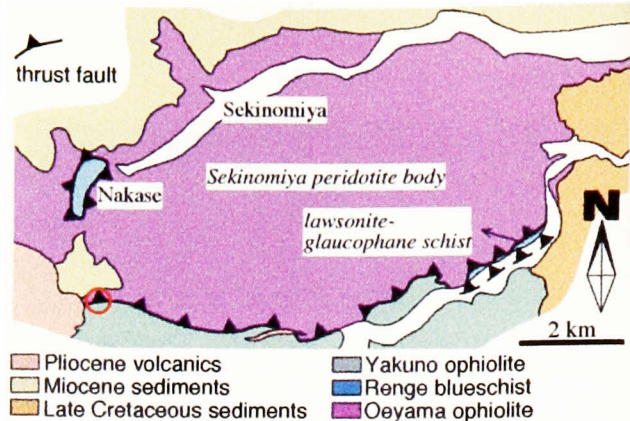 thrust fault
Sekinomiya
Nakase
Sekinomiya peridotite body
lawsonite-
glaucophane schist
N
2 km
Pliocene volcanics
Miocene sediments
Late Cretaceous sediments
Yakuno ophiolite
Renge blueschist
Oeyama ophiolite